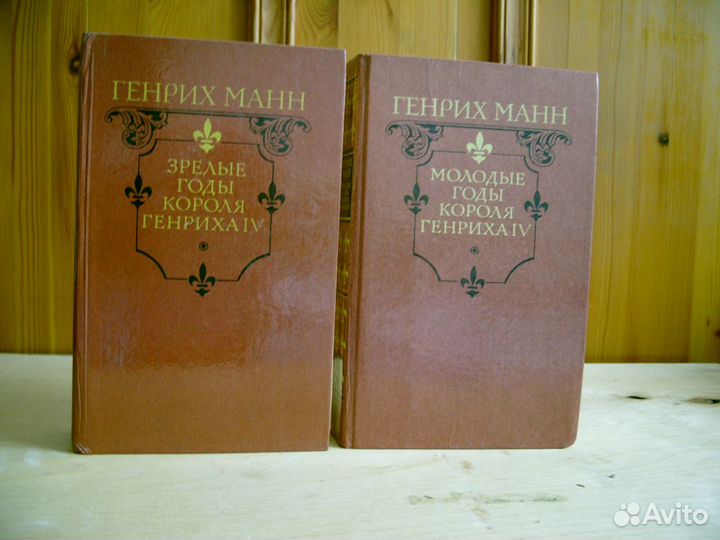 ГЕНРИХ МАНН
ЗРЕЛЫЕ
ГОДЫ
КОРОЛЯ
ГЕНРИХА IV
ГЕНРИХ МАНН
МОЛОДЫЕ
ГОДЫ
КОРОЛЯ
ГЕНРИХА IV
Avito